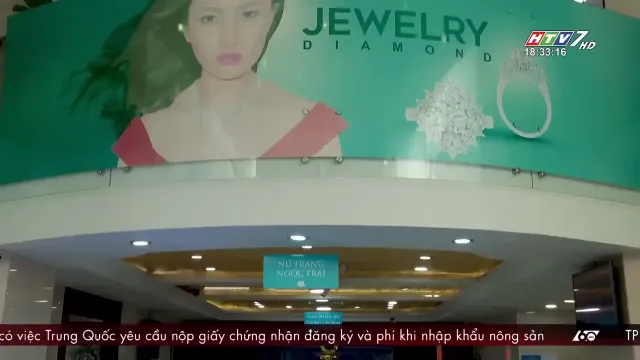 JEWELRY
DIAMOND
HTV7 HD
18:33:16
NỮ TRANG
NGỌC TRAI
có việc Trung Quốc yêu cầu nộp giấy chứng nhận đăng ký và phí khi nhập khẩu nông sản
TP